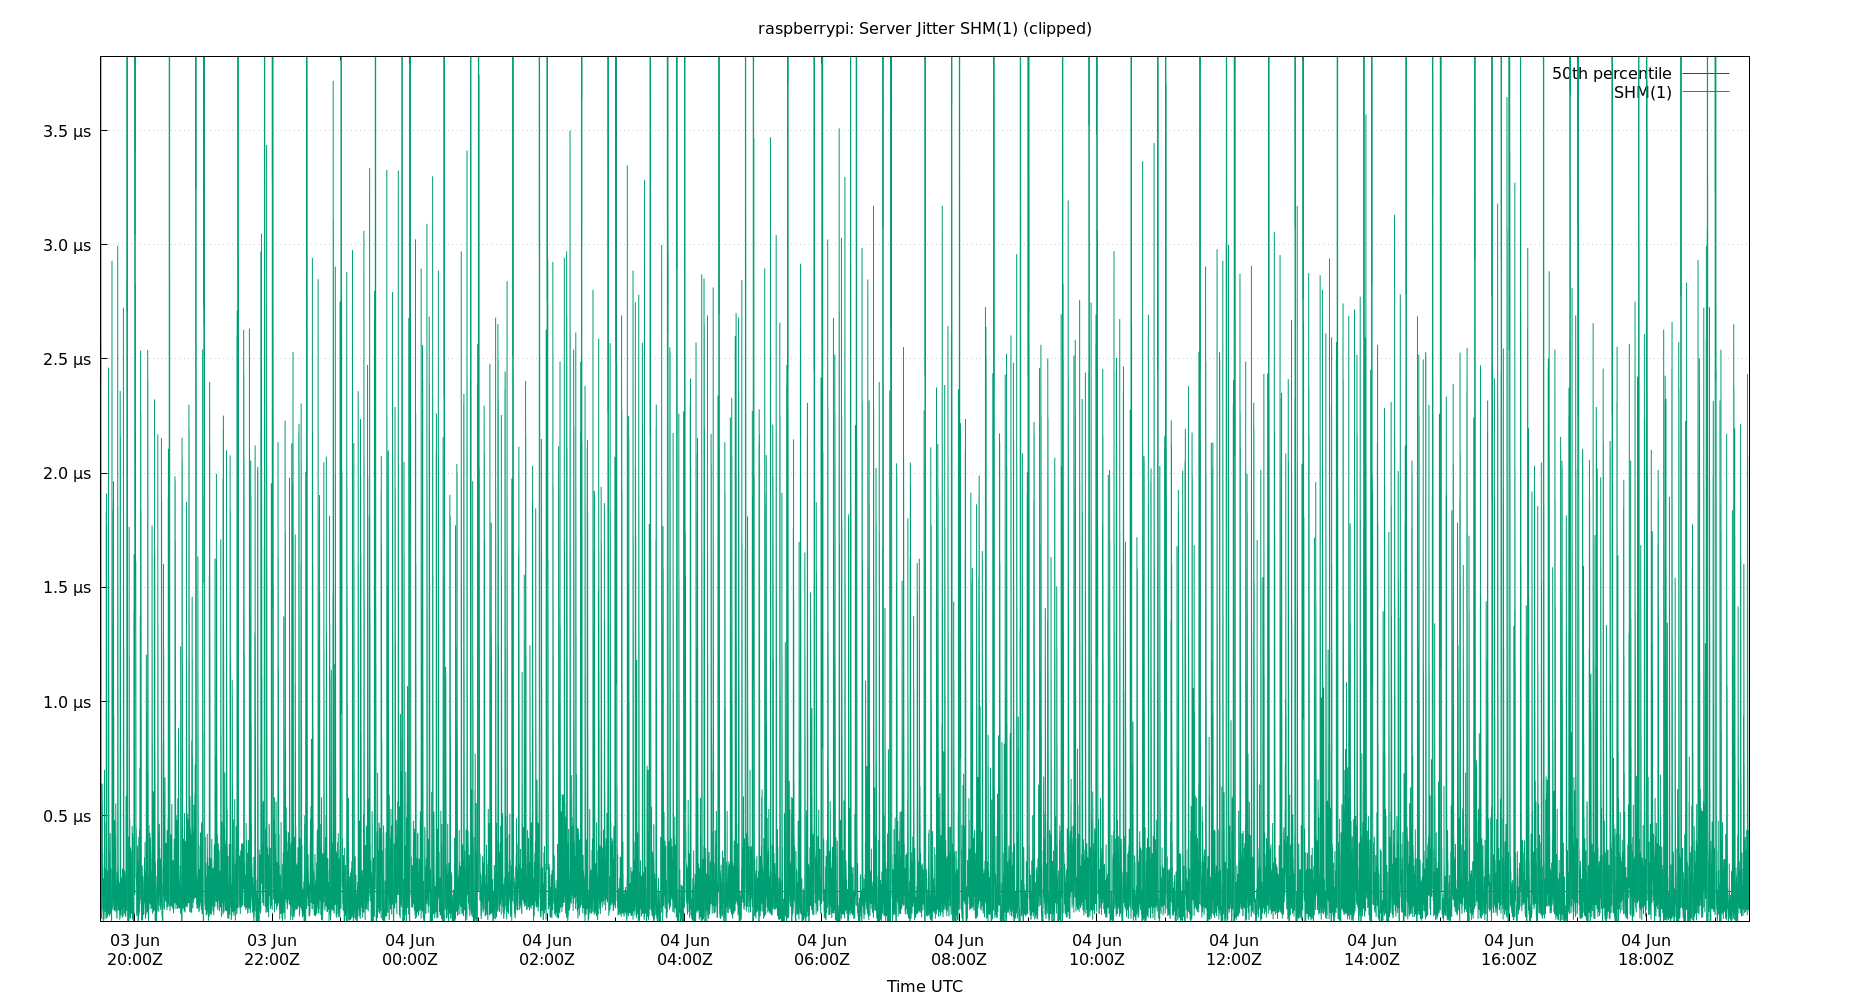 raspberrypi: Server Jitter SHM(1) (clipped)
50th percentile
SHM(1)
3.5 µs
3.0 µs
2.5 µs
2.0 µs
1.5 µs
1.0 µs
0.5 µs
03 Jun 03 Jun 04 Jun 04 Jun 04 Jun 04 Jun 04 Jun 04 Jun 04 Jun 04 Jun 04 Jun 04 Jun
20:00Z 22:00Z 00:00Z 02:00Z 04:00Z 06:00Z 08:00Z 10:00Z 12:00Z 14:00Z 16:00Z 18:00Z
Time UTC